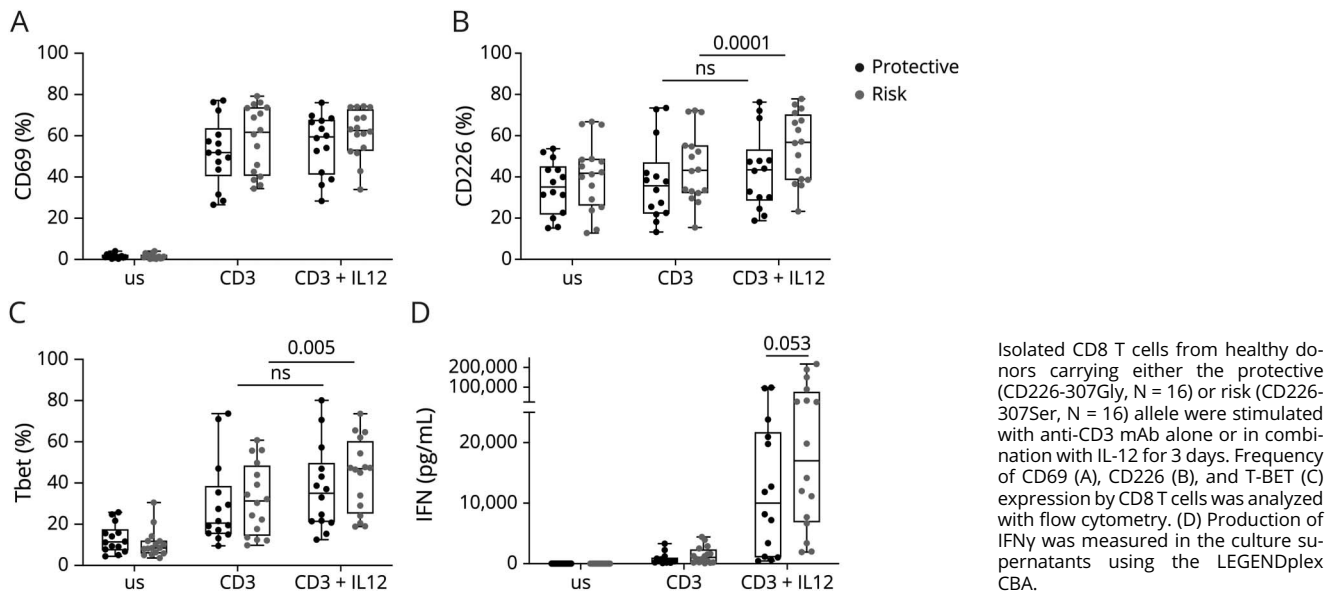 A
CD69 (%)
100
80
60
40
20
0
us
CD3
CD3 + IL12
B
CD226 (%)
100
80
60
40
20
0
ns
0.0001
us
CD3
CD3 + IL12
Protective
Risk
C
Tbet (%)
100
80
60
40
20
0
ns
0.005
us
CD3
CD3 + IL12
D
IFN (pg/mL)
200,000
100,000
20,000
10,000
0
0.053
us
CD3
CD3 + IL12
Isolated CD8 T cells from healthy do-
nors carrying either the protective
(CD226-307Gly, N = 16) or risk (CD226-
307Ser, N = 16) allele were stimulated
with anti-CD3 mAb alone or in combi-
nation with IL-12 for 3 days. Frequency
of CD69 (A), CD226 (B), and T-BET (C)
expression by CD8 T cells was analyzed
with flow cytometry. (D) Production of
IFNγ was measured in the culture su-
pernatants using the LEGENDplex
CBA.